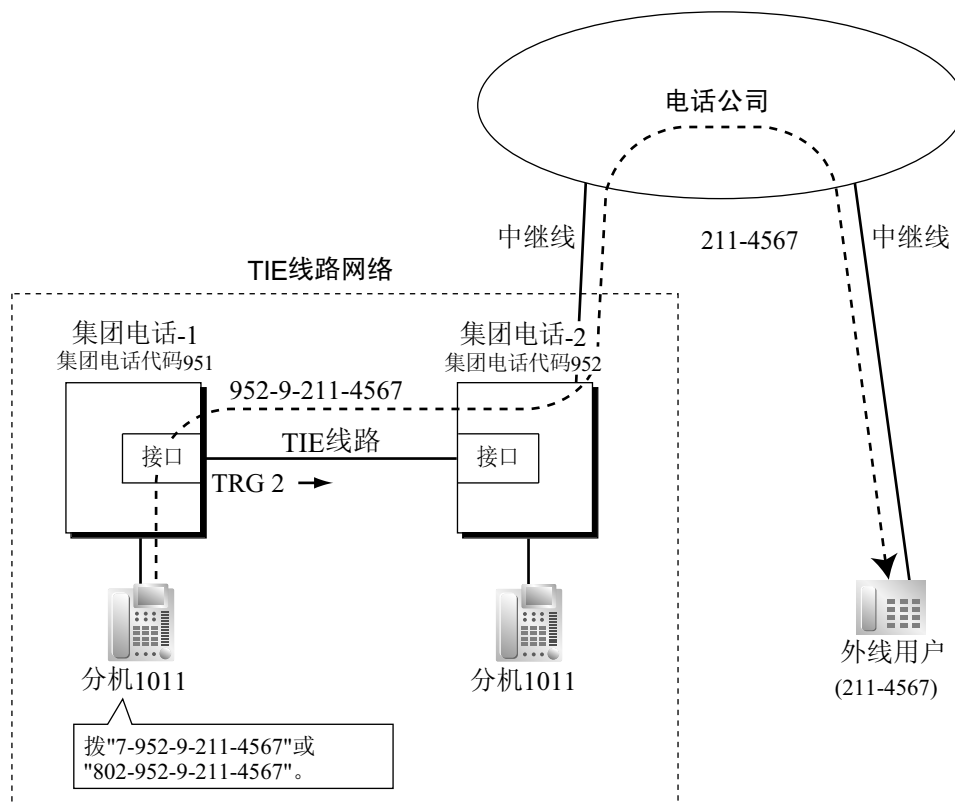 电话公司
中继线
211-4567
中继线
TIE线路网络
集团电话-1
集团电话代码951
集团电话-2
集团电话代码952
952-9-211-4567
接口
TIE线路
接口
TRG 2
分机1011
分机1011
外线用户
(211-4567)
拨"7-952-9-211-4567"或
"802-952-9-211-4567"。